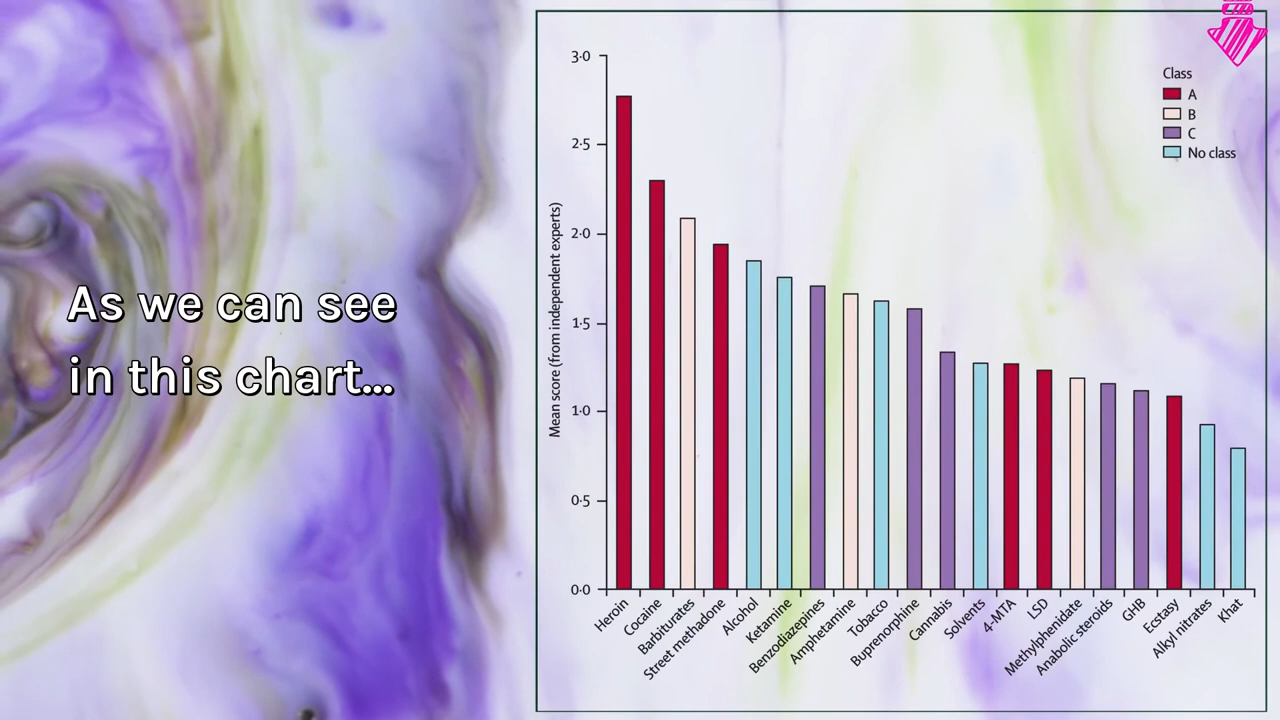 As we can see
in this chart...
Class
A
B
C
No class
Mean score (from independent experts)
3·0
2·5
2·0
1·5
1·0
0·5
0·0
Heroin
Cocaine
Barbiturates
Street methadone
Alcohol
Ketamine
Benzodiazepines
Amphetamine
Tobacco
Buprenorphine
Cannabis
Solvents
4-MTA
LSD
Methylphenidate
Anabolic steroids
GHB
Ecstasy
Alkyl nitrates
Khat